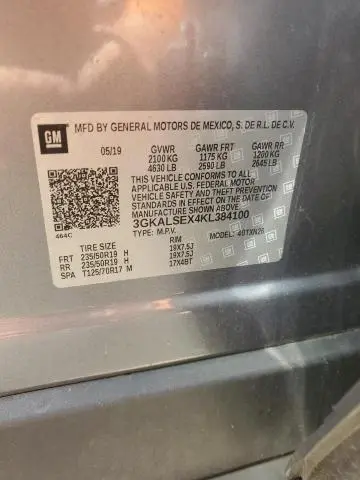 GM
MFD BY GENERAL MOTORS DE MEXICO, S. DE R.L. DE C.V.
05/19 GVWR GAWR FRT GAWR RR
2100 KG 1175 KG 1200 KG
4630 LB 2590 LB 2645 LB
THIS VEHICLE CONFORMS TO ALL
APPLICABLE U.S. FEDERAL MOTOR
VEHICLE SAFETY AND THEFT PREVENTION
STANDARDS IN EFFECT ON THE DATE OF
MANUFACTURE SHOWN ABOVE.
3GKALSEX4KL384100
TYPE: M.P.V. MODEL: 40TXN26
464C
TIRE SIZE RIM
FRT 235/50R19 H 19X7.5J
RR 235/50R19 H 19X7.5J
SPA T125/70R17 M 17X4BT